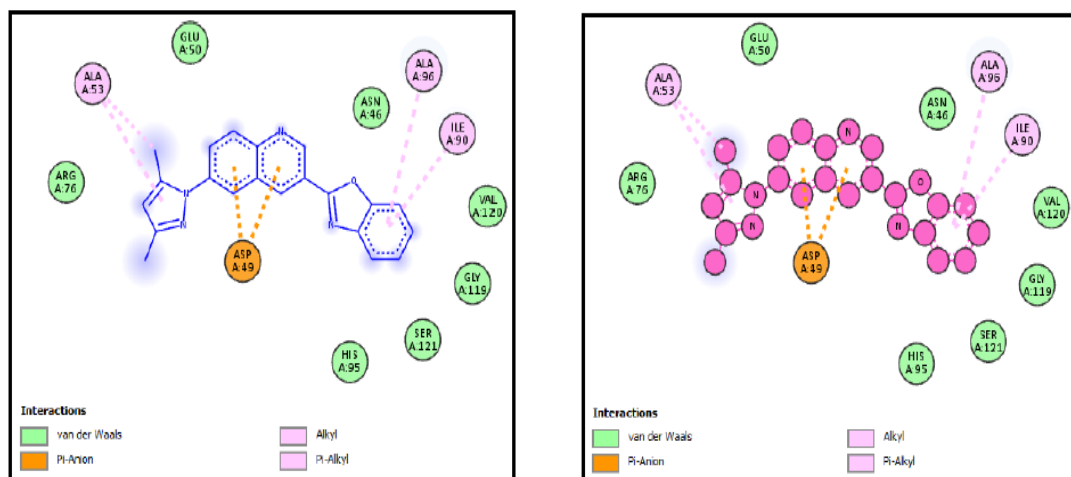 GLU
A:50
ALA
A:53
ALA
A:96
ASN
A:46
ILE
A:90
ARG
A:76
N
N
N
O
N
VAL
A:120
ASP
A:49
GLY
A:119
SER
A:121
HIS
A:95
Interactions
van der Waals
Pi-Anion
Alkyl
Pi-Alkyl
GLU
A:50
ALA
A:53
ALA
A:96
ASN
A:46
ILE
A:90
N
ARG
A:76
O
N
N
N
VAL
A:120
ASP
A:49
GLY
A:119
SER
A:121
HIS
A:95
Interactions
van der Waals
Pi-Anion
Alkyl
Pi-Alkyl